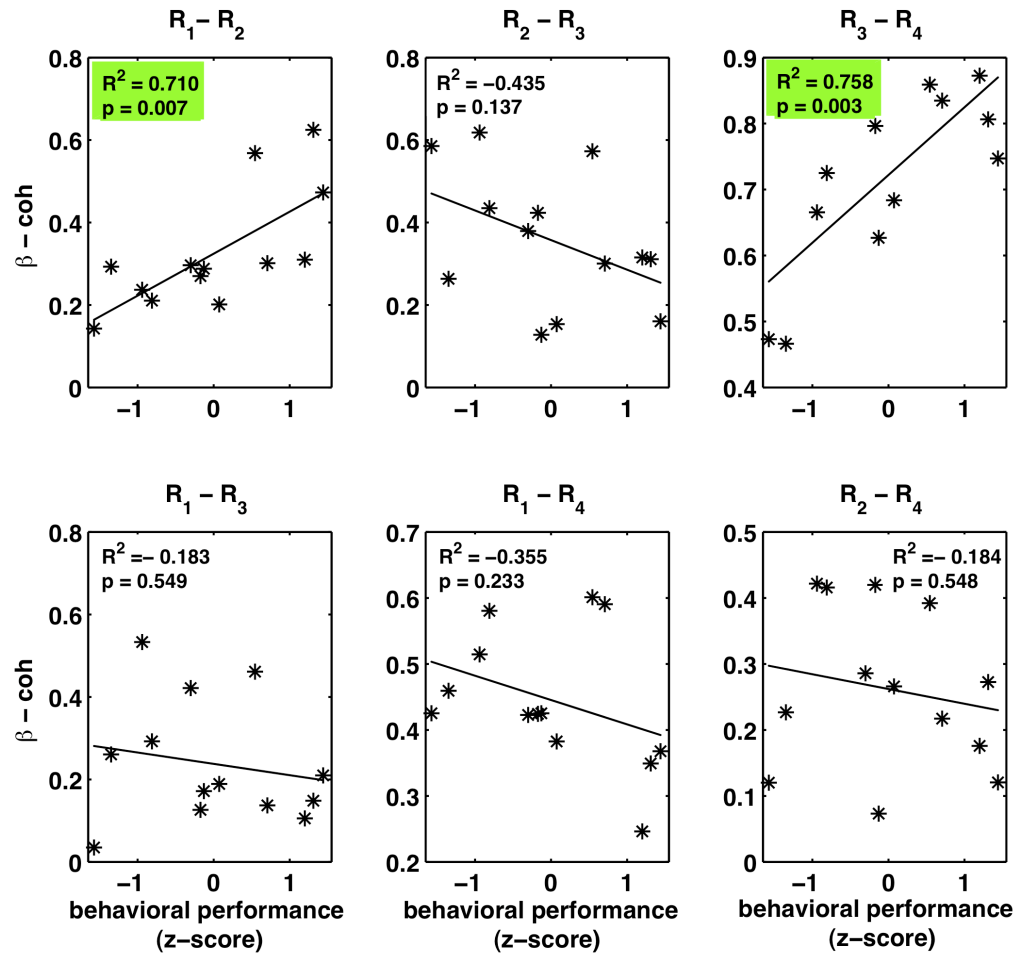 R1− R2
R2 − R3
R3 − R4
0.8
0.6
0.4
0.2
0
β − coh
R2 = 0.710
p = 0.007
−1
0
1
0.8
0.6
0.4
0.2
0
R2 = −0.435
p = 0.137
−1
0
1
0.9
0.8
0.7
0.6
0.5
0.4
R2 = 0.758
p = 0.003
−1
0
1
R1 − R3
R1 − R4
R2 − R4
0.8
0.6
0.4
0.2
0
β − coh
R2 =− 0.183
p = 0.549
−1
0
1
behavioral performance
(z−score)
0.7
0.6
0.5
0.4
0.3
0.2
R2 = −0.355
p = 0.233
−1
0
1
behavioral performance
(z−score)
0.5
0.4
0.3
0.2
0.1
0
R2 =− 0.184
p = 0.548
−1
0
1
behavioral performance
(z−score)